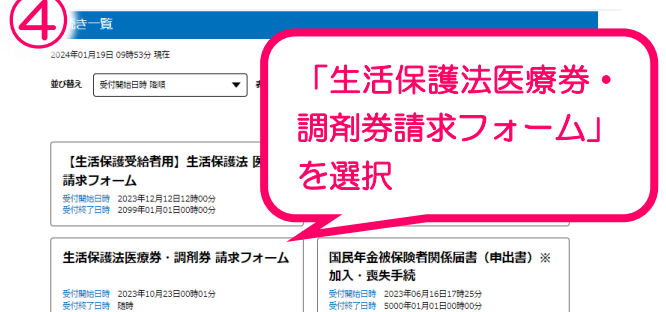 ④
き一覧
2024年01月19日 09時53分 現在
並び替え 受付開始日時 降順 ▼
「生活保護法医療券・
調剤券請求フォーム」
を選択
【生活保護受給者用】生活保護法 医
請求フォーム
受付開始日時 2023年12月12日12時00分
受付終了日時 2099年01月01日00時00分
生活保護法医療券・調剤券 請求フォーム
受付開始日時 2023年10月23日00時01分
受付終了日時 随時
国民年金被保険者関係届書（申出書）※
加入・喪失手続
受付開始日時 2023年06月16日17時25分
受付終了日時 5000年01月01日00時00分